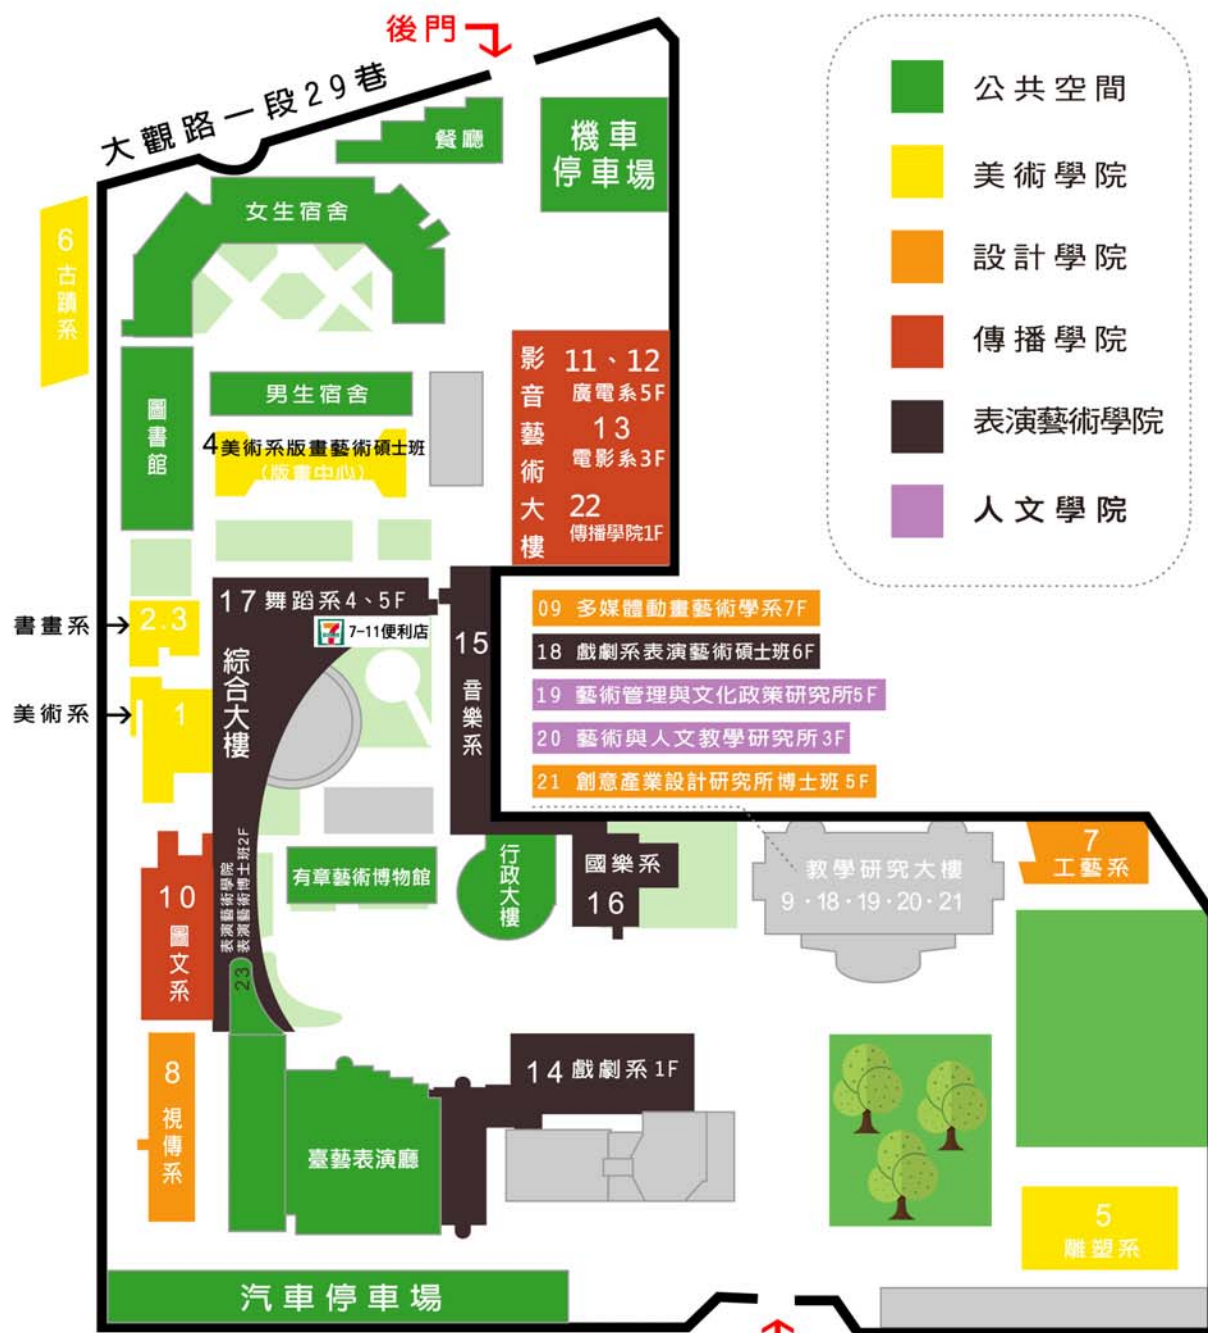 後門
大觀路一段29巷
餐廳
機車
停車場
女生宿舍
6 古蹟系
圖書館
男生宿舍
4美術系版畫藝術碩士班
(版畫中心)
影音藝術大樓
11、12
廣電系5F
13
電影系3F
22
傳播學院1F
公共空間
美術學院
設計學院
傳播學院
表演藝術學院
人文學院
書畫系
2.3
美術系
1
17 舞蹈系4、5F
7-11便利店
綜合大樓
15 音樂系
09 多媒體動畫藝術學系7F
18 戲劇系表演藝術碩士班6F
19 藝術管理與文化政策研究所5F
20 藝術與人文教學研究所3F
21 創意產業設計研究所博士班 5F
表演藝術學院
表演藝術博士班2F
23
10 圖文系
有章藝術博物館
行政大樓
國樂系
16
教學研究大樓
9·18·19·20·21
7
工藝系
8 視傳系
臺藝表演廳
14 戲劇系1F
5
雕塑系
汽車停車場